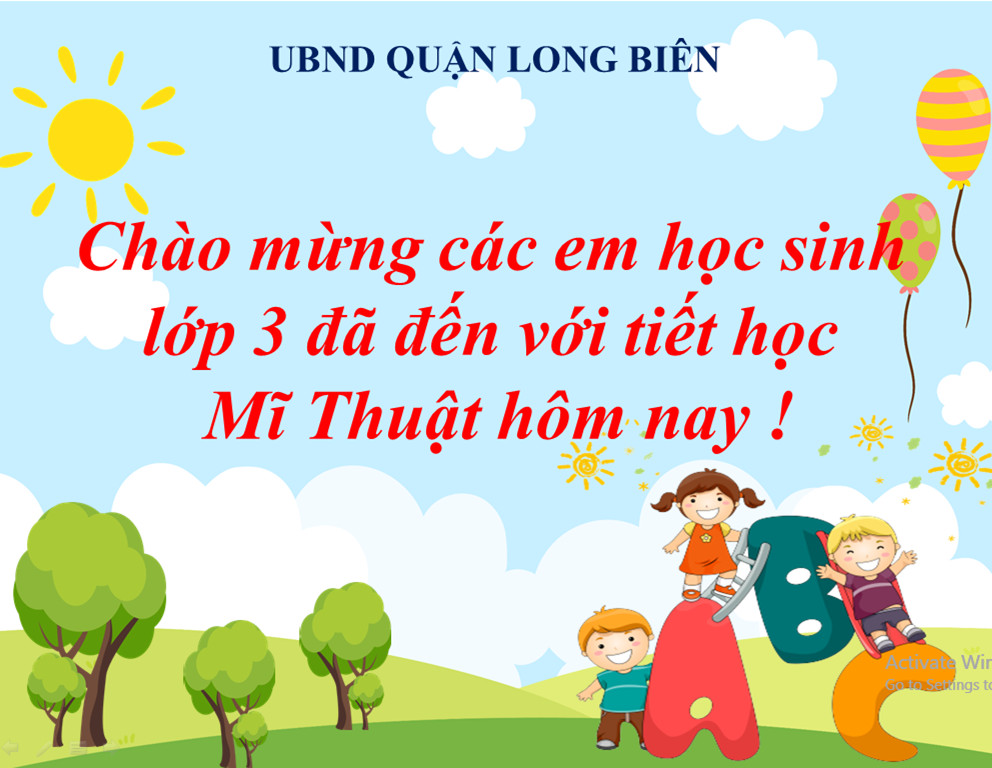 UBND QUẬN LONG BIÊN
Chào mừng các em học sinh
lớp 3 đã đến với tiết học
Mĩ Thuật hôm nay !
A B C
Activate Win
Go to Settings to